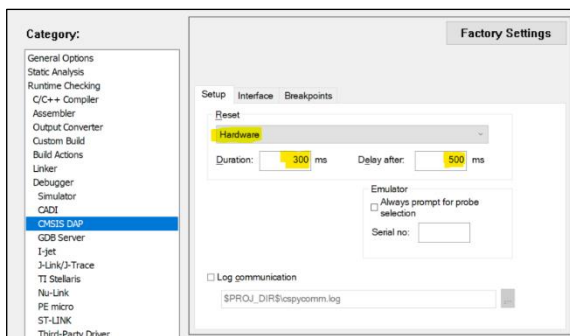 Category:
Factory Settings
General Options
Static Analysis
Runtime Checking
C/C++ Compiler
Assembler
Output Converter
Custom Build
Build Actions
Linker
Debugger
Simulator
CADI
CMSIS DAP
GDB Server
I-jet
J-Link/J-Trace
TI Stellaris
Nu-Link
PE micro
ST-LINK
Third-Party Driver
Setup Interface Breakpoints
Reset
Hardware
Duration: 300 ms Delay after: 500 ms
Emulator
Always prompt for probe
selection
Serial no:
Log communication
$PROJ_DIR$\cspycomm.log
...